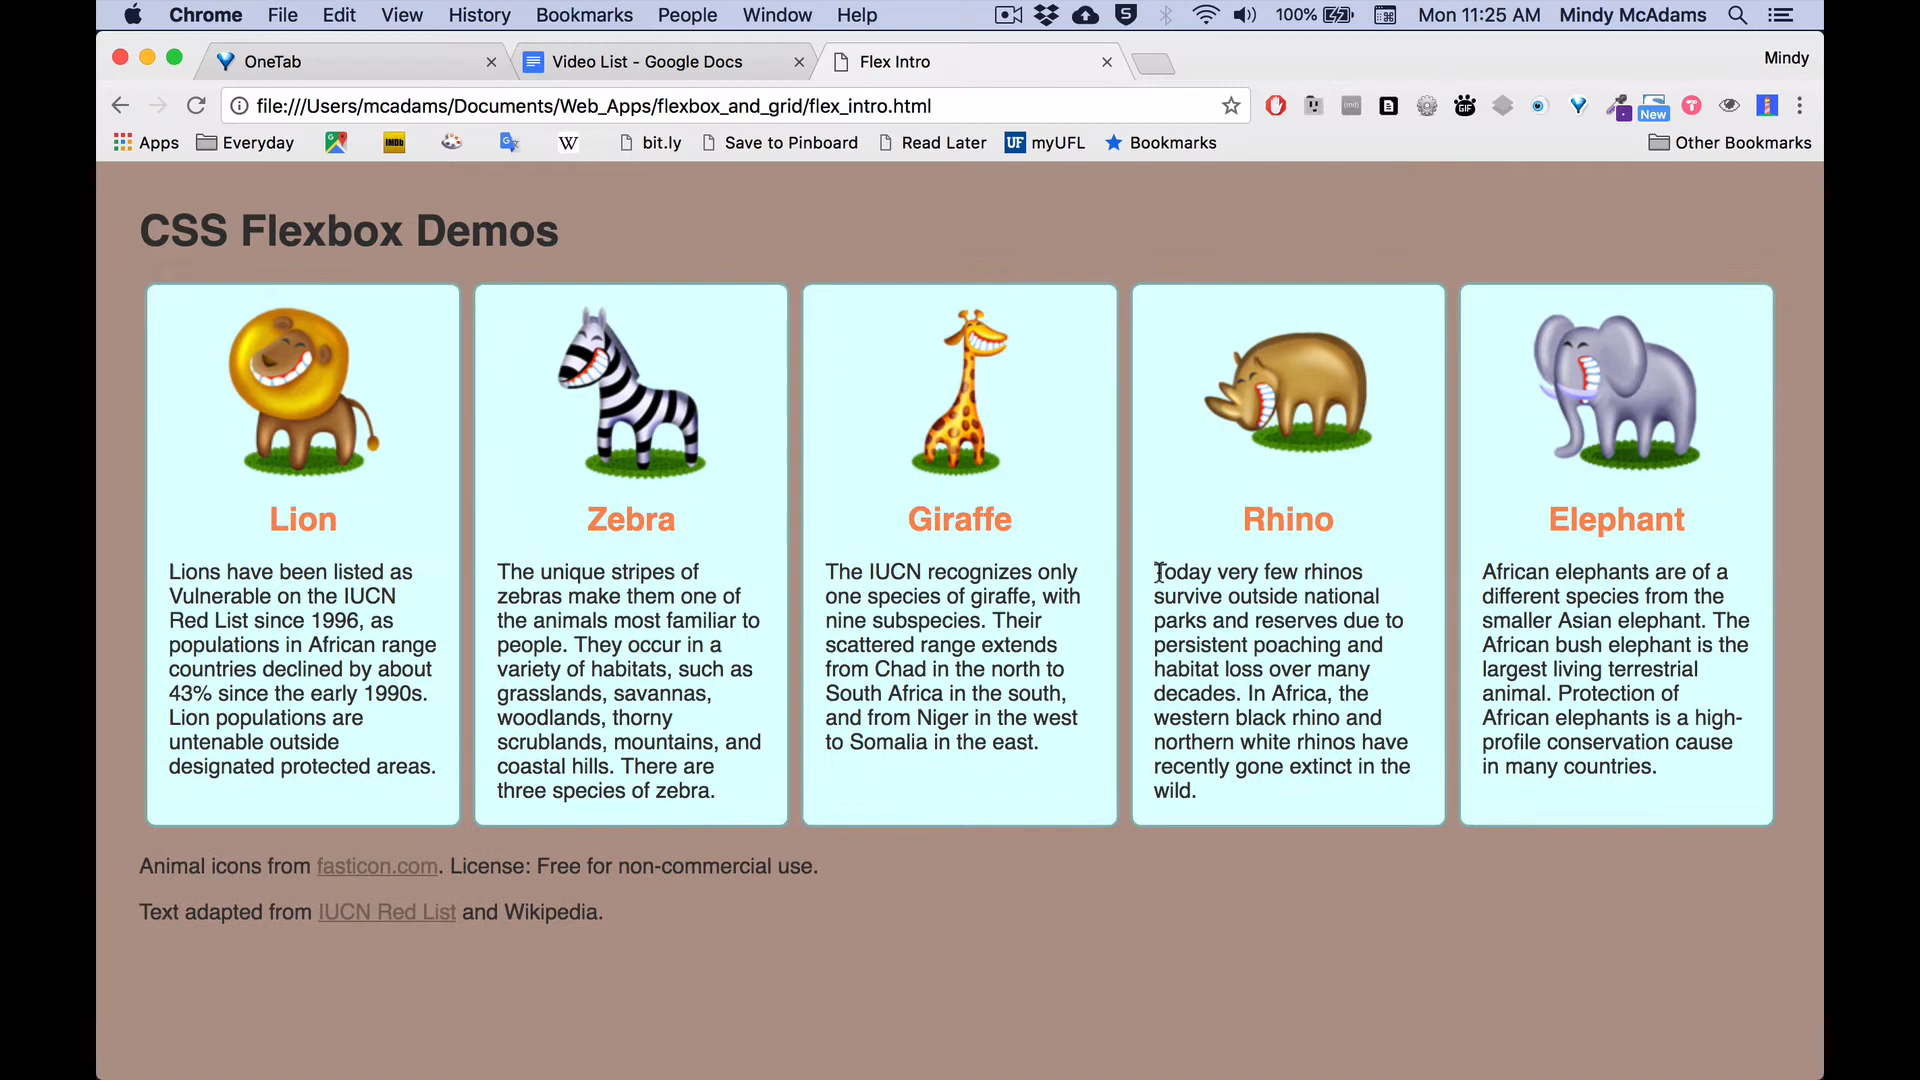 Chrome File Edit View History Bookmarks People Window Help 100% Mon 11:25 AM Mindy McAdams
OneTab Video List - Google Docs Flex Intro Mindy
file:///Users/mcadams/Documents/Web_Apps/flexbox_and_grid/flex_intro.html
New
Apps Everyday IMDb W bit.ly Save to Pinboard Read Later UF myUFL Bookmarks Other Bookmarks
CSS Flexbox Demos
Lion
Lions have been listed as
Vulnerable on the IUCN
Red List since 1996, as
populations in African range
countries declined by about
43% since the early 1990s.
Lion populations are
untenable outside
designated protected areas.
Zebra
The unique stripes of
zebras make them one of
the animals most familiar to
people. They occur in a
variety of habitats, such as
grasslands, savannas,
woodlands, thorny
scrublands, mountains, and
coastal hills. There are
three species of zebra.
Giraffe
The IUCN recognizes only
one species of giraffe, with
nine subspecies. Their
scattered range extends
from Chad in the north to
South Africa in the south,
and from Niger in the west
to Somalia in the east.
Rhino
Today very few rhinos
survive outside national
parks and reserves due to
persistent poaching and
habitat loss over many
decades. In Africa, the
western black rhino and
northern white rhinos have
recently gone extinct in the
wild.
Elephant
African elephants are of a
different species from the
smaller Asian elephant. The
African bush elephant is the
largest living terrestrial
animal. Protection of
African elephants is a high-
profile conservation cause
in many countries.
Animal icons from fasticon.com. License: Free for non-commercial use.
Text adapted from IUCN Red List and Wikipedia.